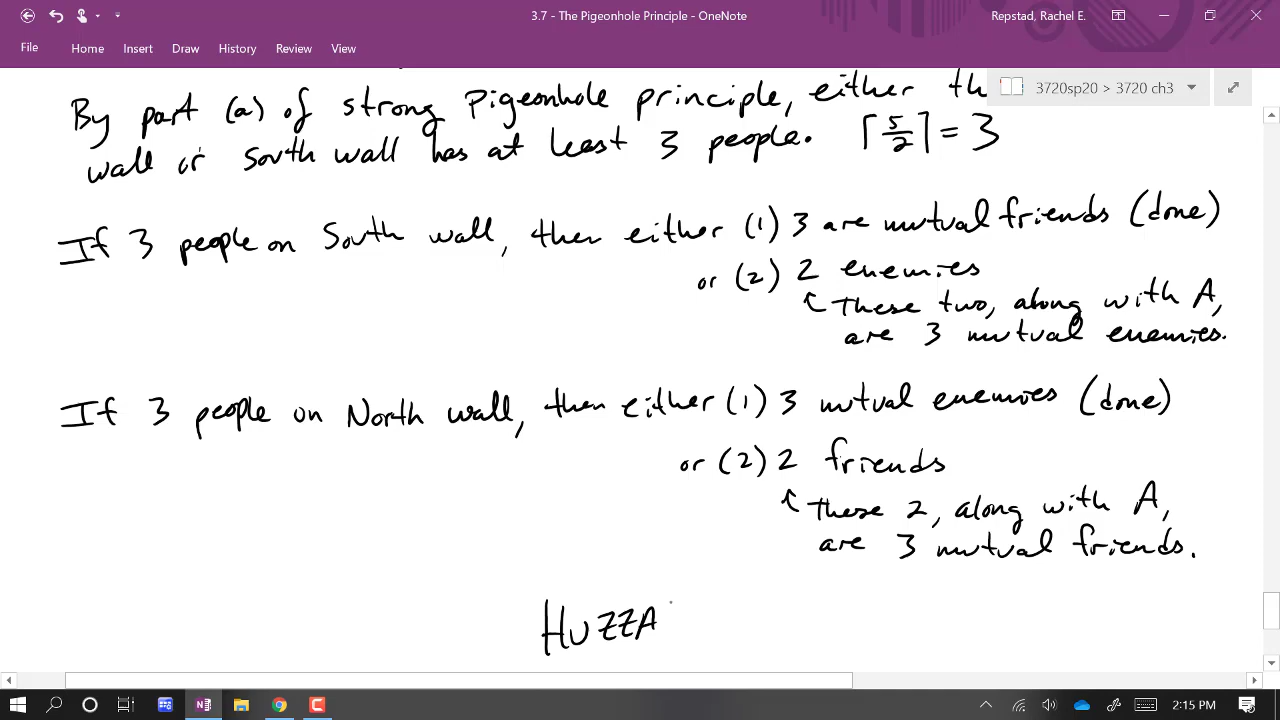 3.7 - The Pigeonhole Principle - OneNote
Repstad, Rachel E.
File Home Insert Draw History Review View
3720sp20 > 3720 ch3
By part (a) of strong Pigeonhole principle, either th
wall or South wall has at least 3 people. ⌈5/2⌉ = 3
If 3 people on South wall, then either (1) 3 are mutual friends (done)
or (2) 2 enemies
These two, along with A,
are 3 mutual enemies.
If 3 people on North wall, then either (1) 3 mutual enemies (done)
or (2) 2 friends
These 2, along with A,
are 3 mutual friends.
HUZZA
2:15 PM